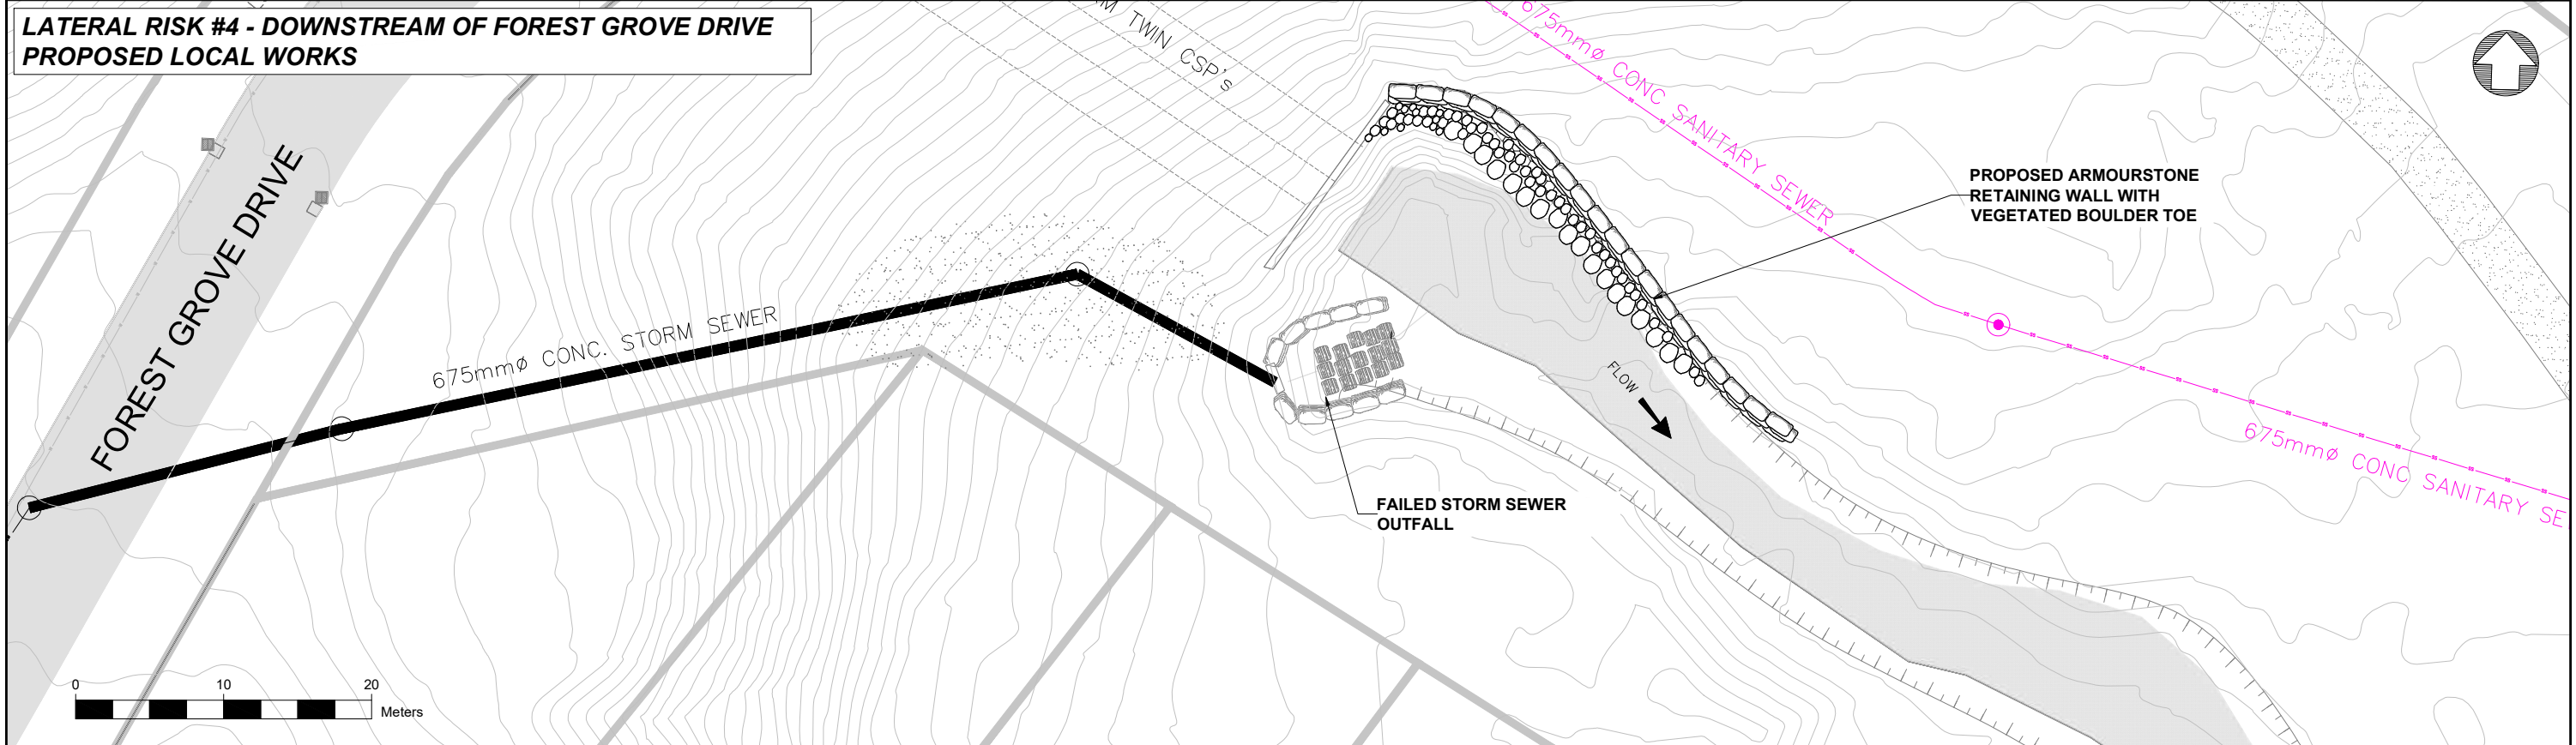 LATERAL RISK #4 - DOWNSTREAM OF FOREST GROVE DRIVE
PROPOSED LOCAL WORKS
TWIN CSP's
675mmø CONC SANITARY SEWER
PROPOSED ARMOURSTONE
RETAINING WALL WITH
VEGETATED BOULDER TOE
FOREST GROVE DRIVE
675mmø CONC. STORM SEWER
FLOW
675mmø CONC SANITARY SE
FAILED STORM SEWER
OUTFALL
0 10 20
Meters